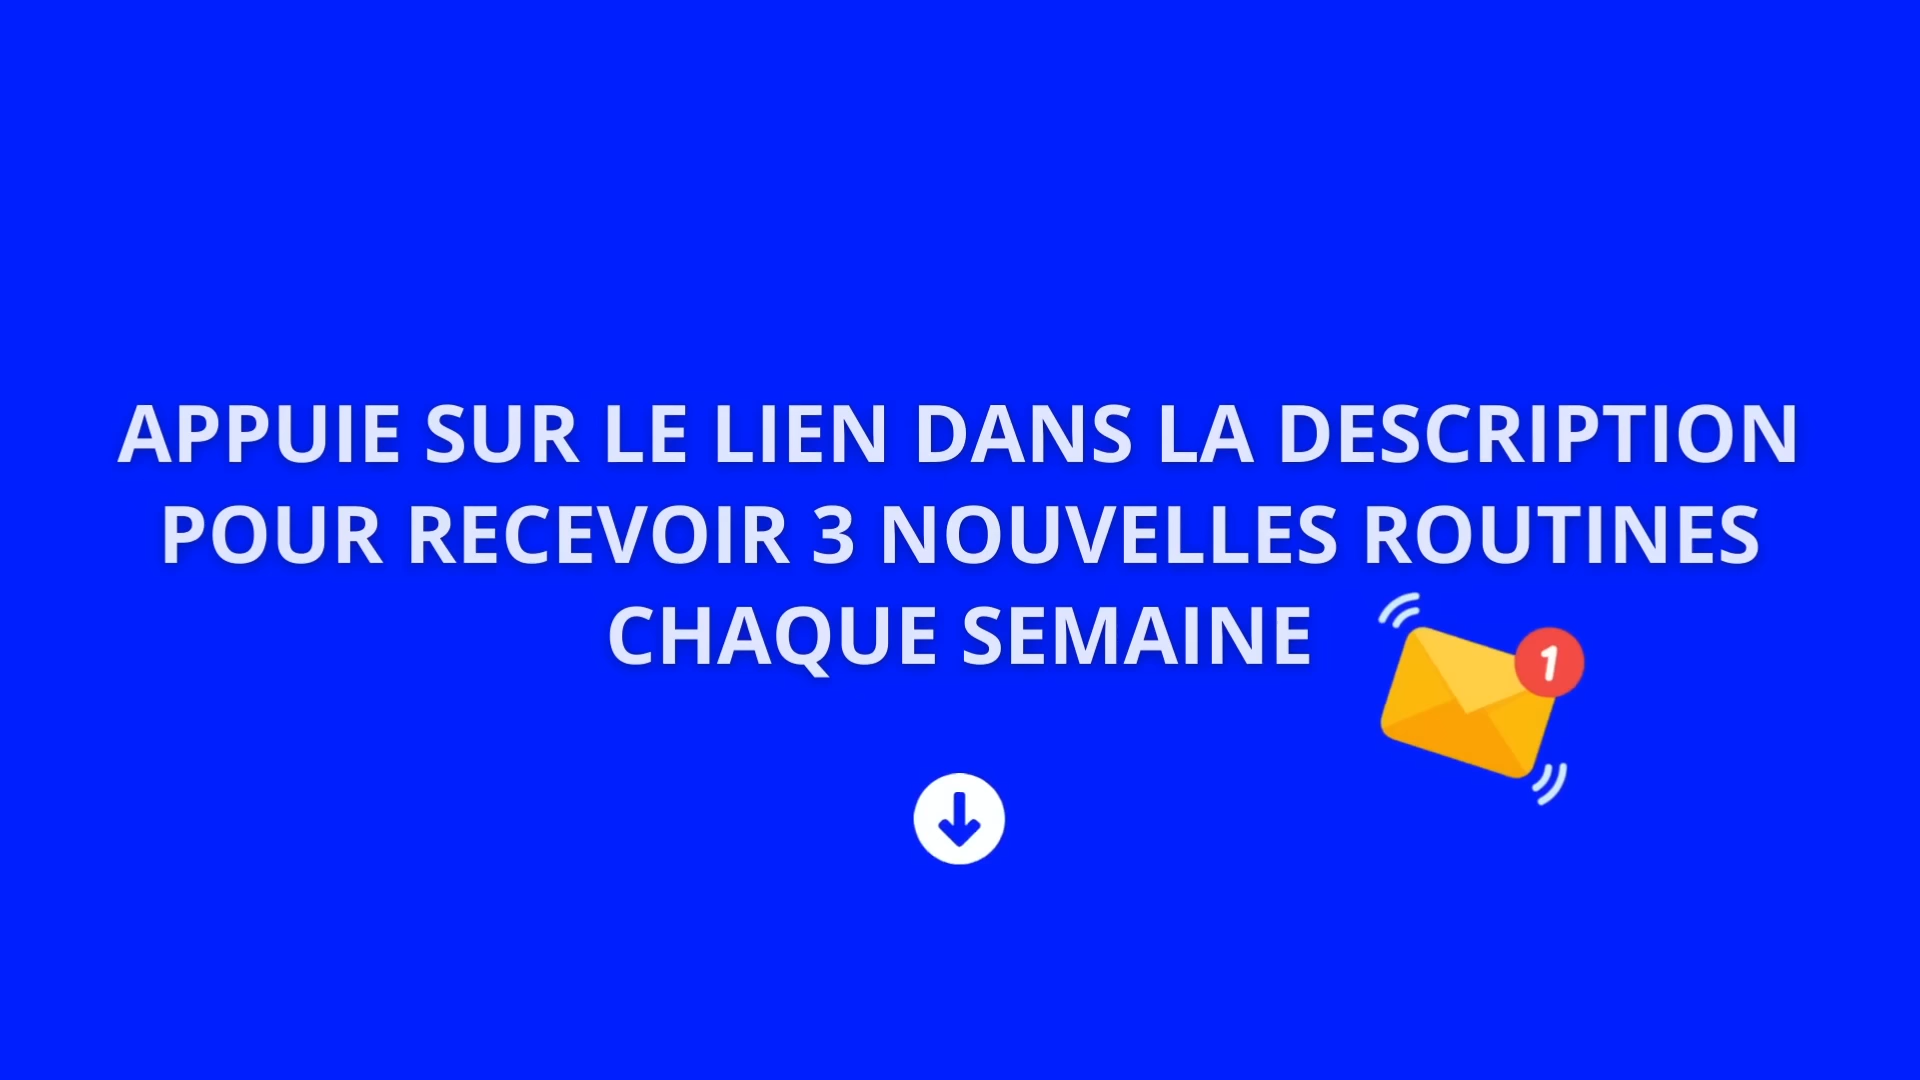 APPUIE SUR LE LIEN DANS LA DESCRIPTION
POUR RECEVOIR 3 NOUVELLES ROUTINES
CHAQUE SEMAINE
1